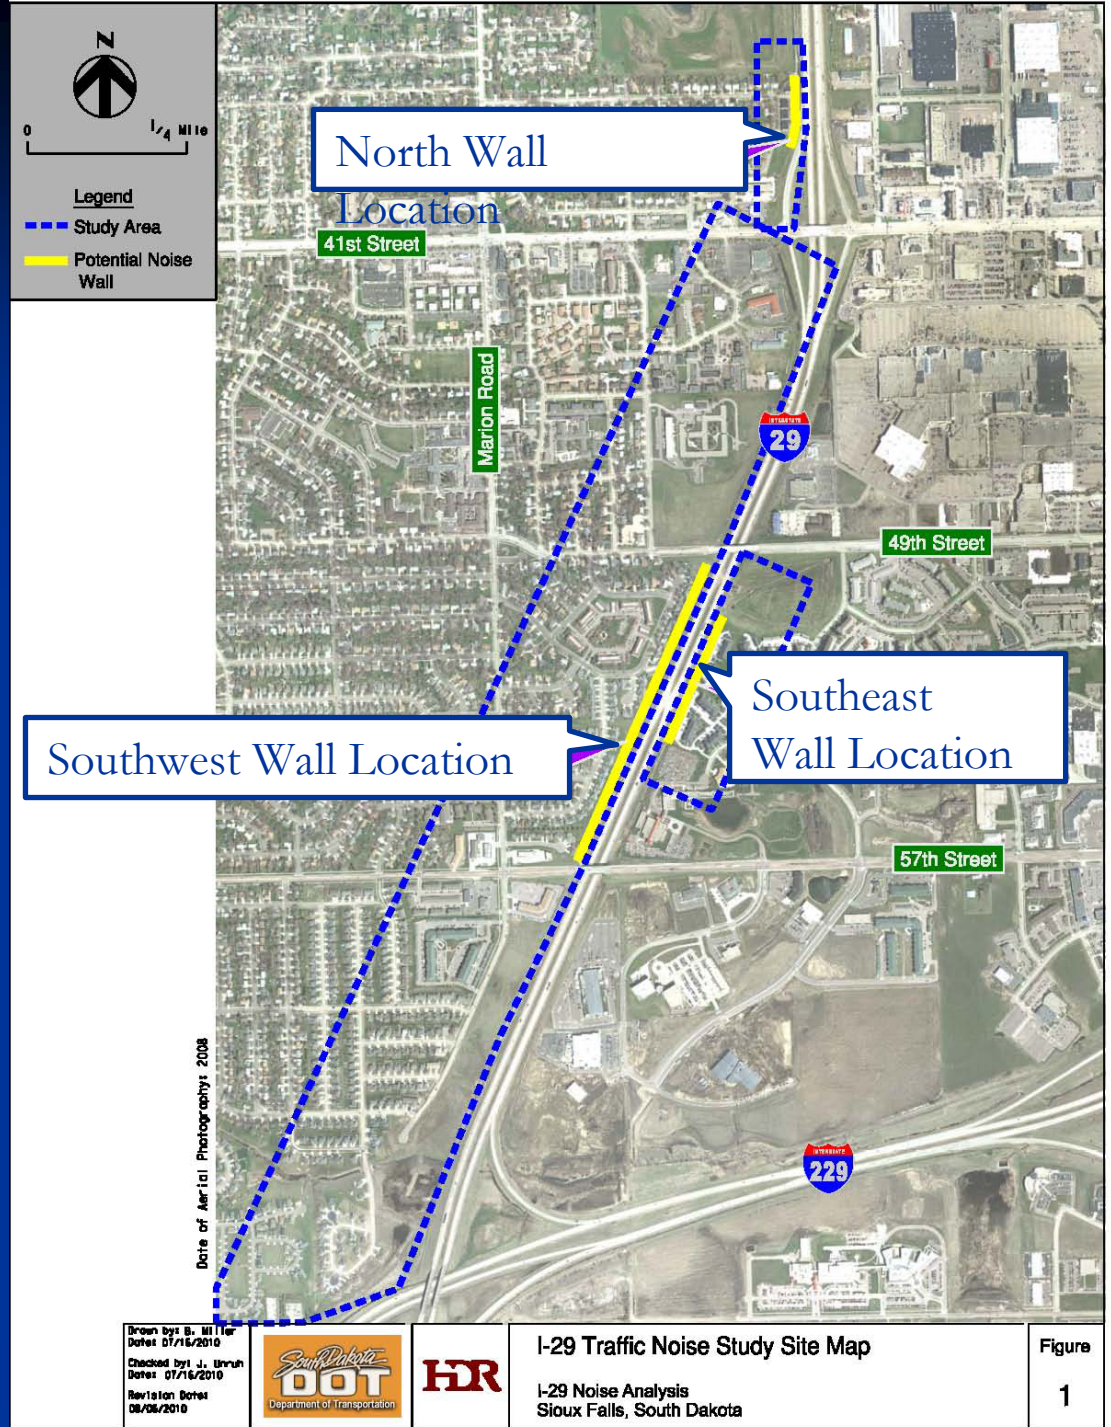 N
0
1/4 Mile
Legend
Study Area
Potential Noise
Wall
North Wall
Location
41st Street
Marion Road
INTERSTATE
29
49th Street
Southeast
Wall Location
Southwest Wall Location
57th Street
INTERSTATE
229
Date of Aerial Photography: 2008
Drawn by: B. Miller
Date: 07/15/2010
Checked by: J. Unruh
Date: 07/16/2010
Revision Date:
08/06/2010
South Dakota
DOT
Department of Transportation
HDR
I-29 Traffic Noise Study Site Map
I-29 Noise Analysis
Sioux Falls, South Dakota
Figure
1